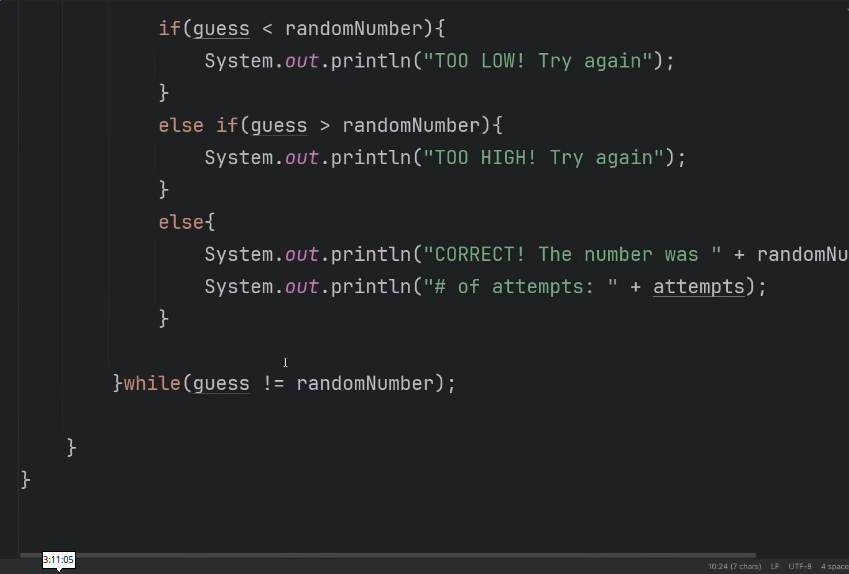 if(guess < randomNumber){
System.out.println("TOO LOW! Try again");
}
else if(guess > randomNumber){
System.out.println("TOO HIGH! Try again");
}
else{
System.out.println("CORRECT! The number was " + randomNu
System.out.println("# of attempts: " + attempts);
}
}while(guess != randomNumber);
}
}
3:11:05
10:24 (7 chars) LF UTF-8 4 space